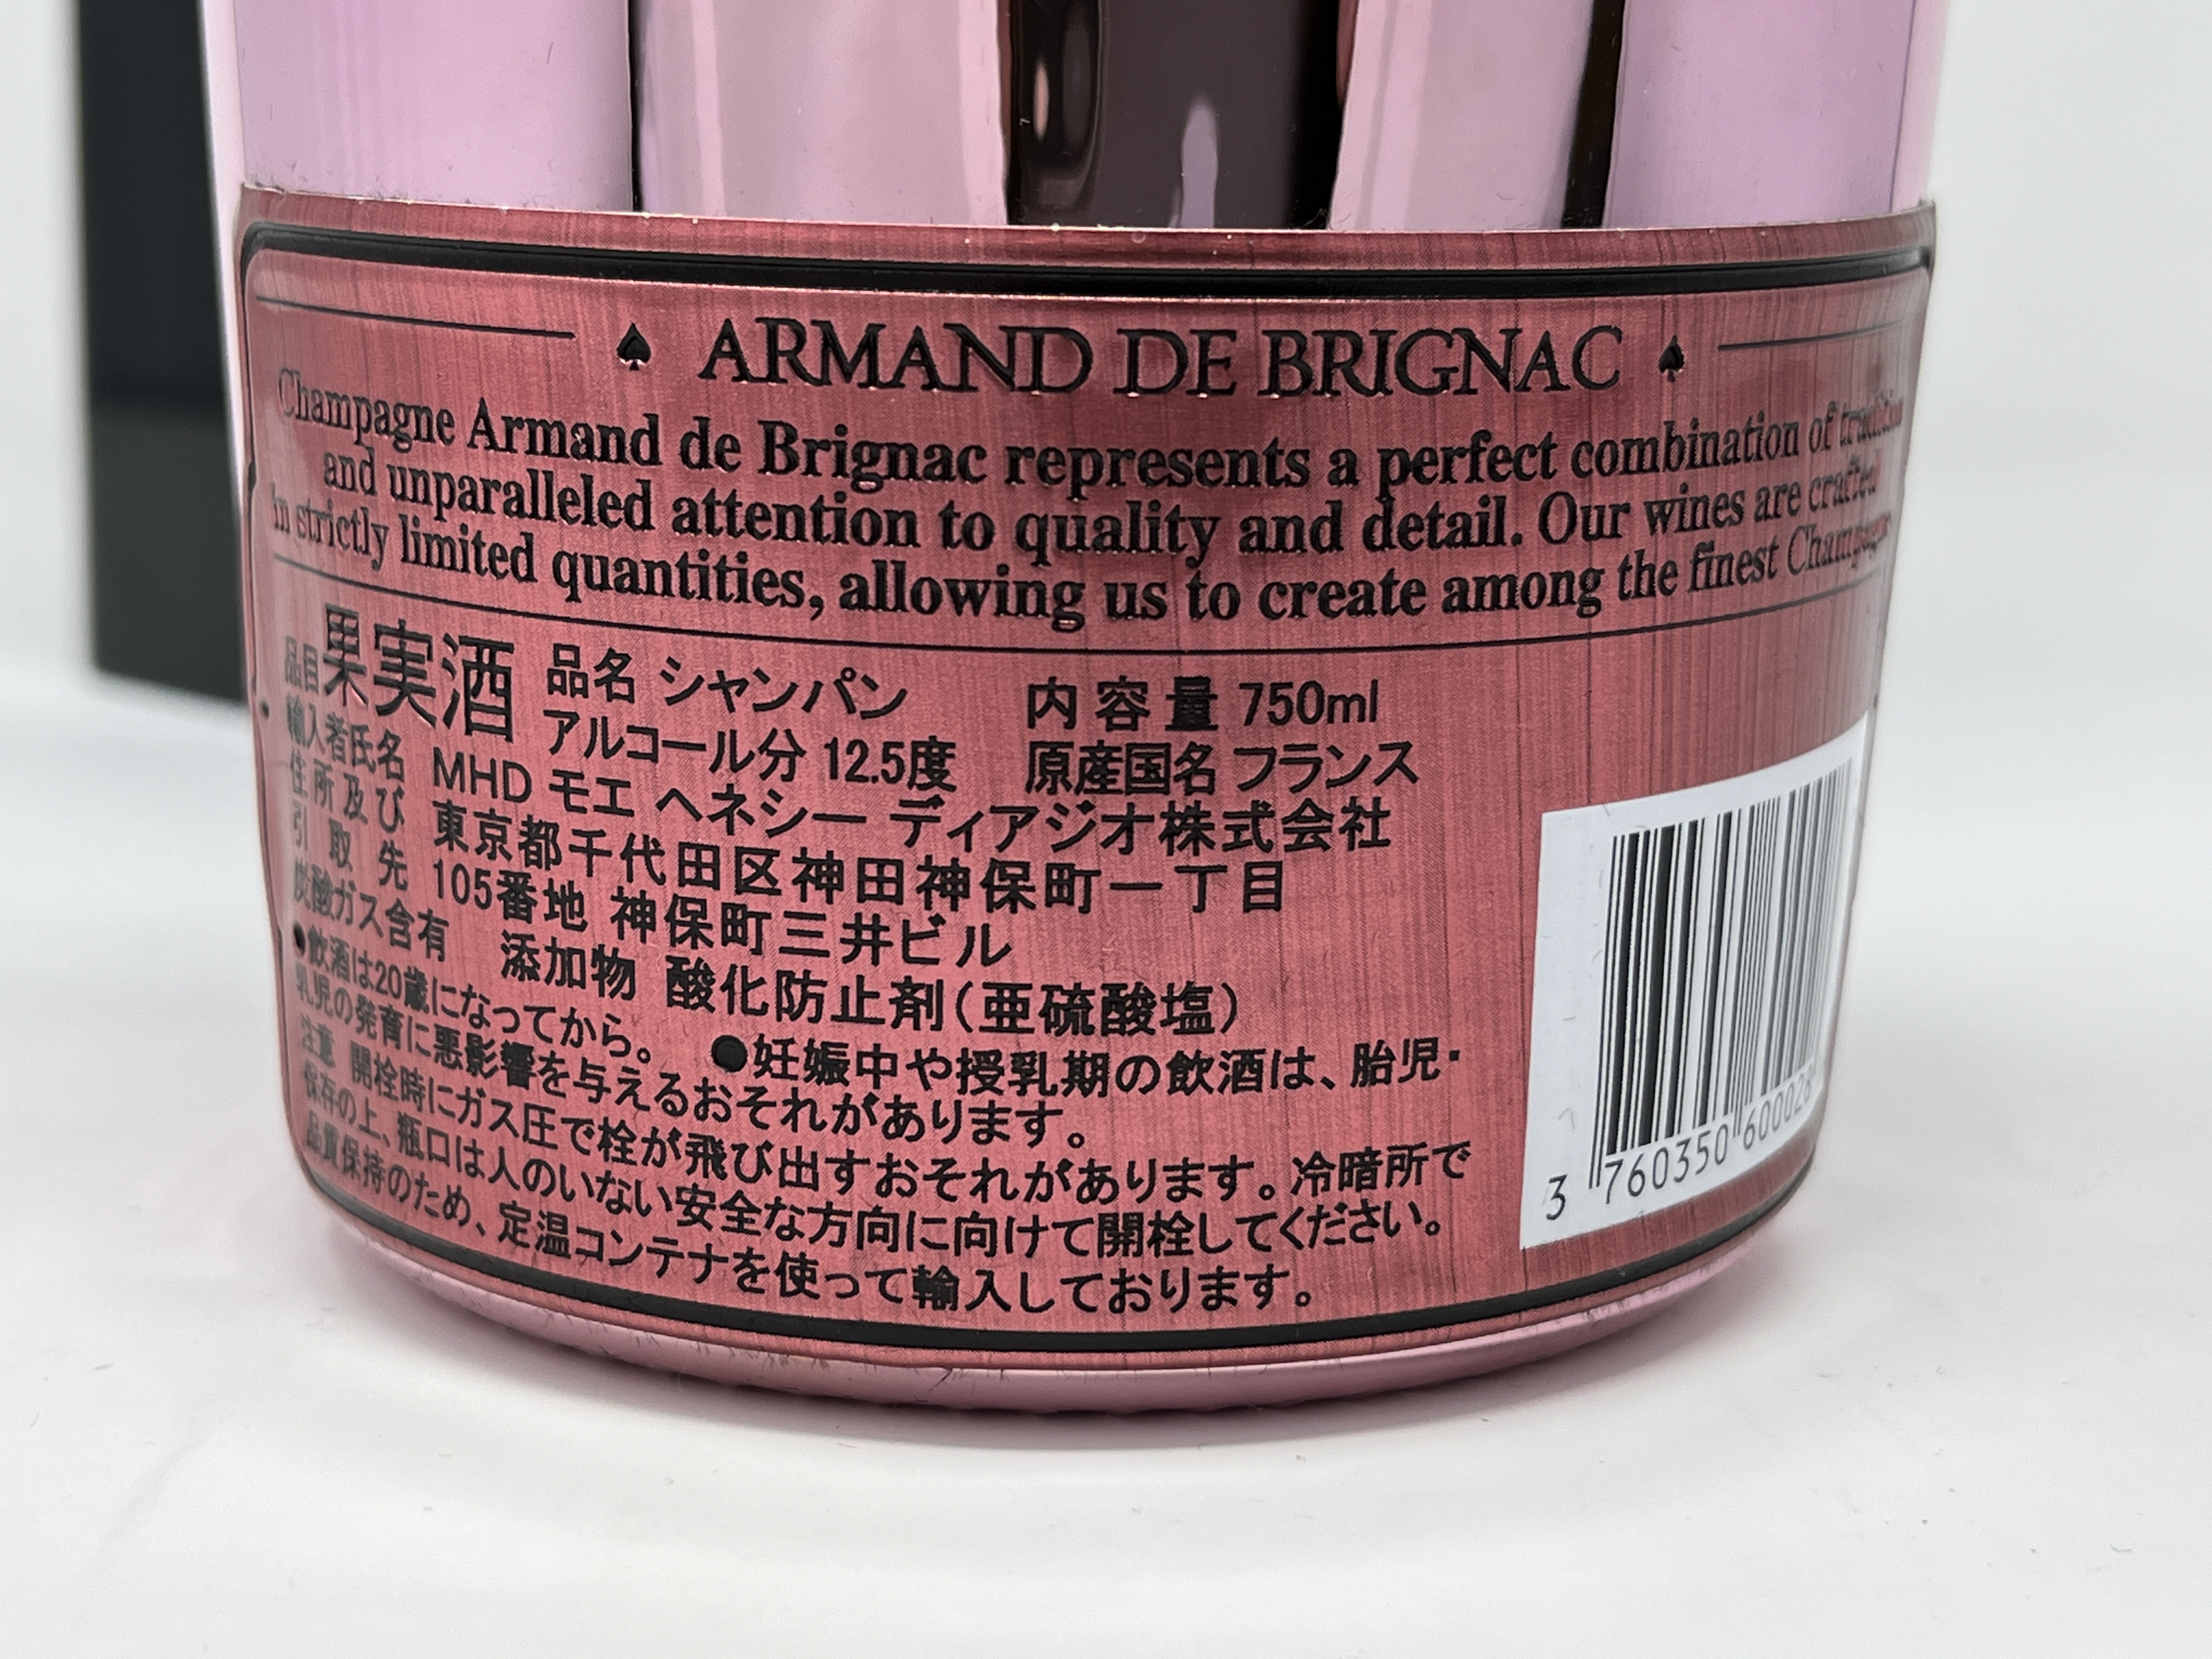 ♠ ARMAND DE BRIGNAC ♠
Champagne Armand de Brignac represents a perfect combination of tradition
and unparalleled attention to quality and detail. Our wines are crafted
in strictly limited quantities, allowing us to create among the finest Champagne
品目 果実酒 品名 シャンパン 内容量 750ml
アルコール分 12.5度 原産国名 フランス
輸入者氏名 MHD モエ ヘネシー ディアジオ株式会社
住所及び 東京都千代田区神田神保町一丁目
引取先 105番地 神保町三井ビル
炭酸ガス含有 添加物 酸化防止剤(亜硫酸塩)
●飲酒は20歳になってから。 ●妊娠中や授乳期の飲酒は、胎児・
乳児の発育に悪影響を与えるおそれがあります。
注意 開栓時にガス圧で栓が飛び出すおそれがあります。冷暗所で
保存の上、瓶口は人のいない安全な方向に向けて開栓してください。
品質保持のため、定温コンテナを使って輸入しております。
3 760350 600028